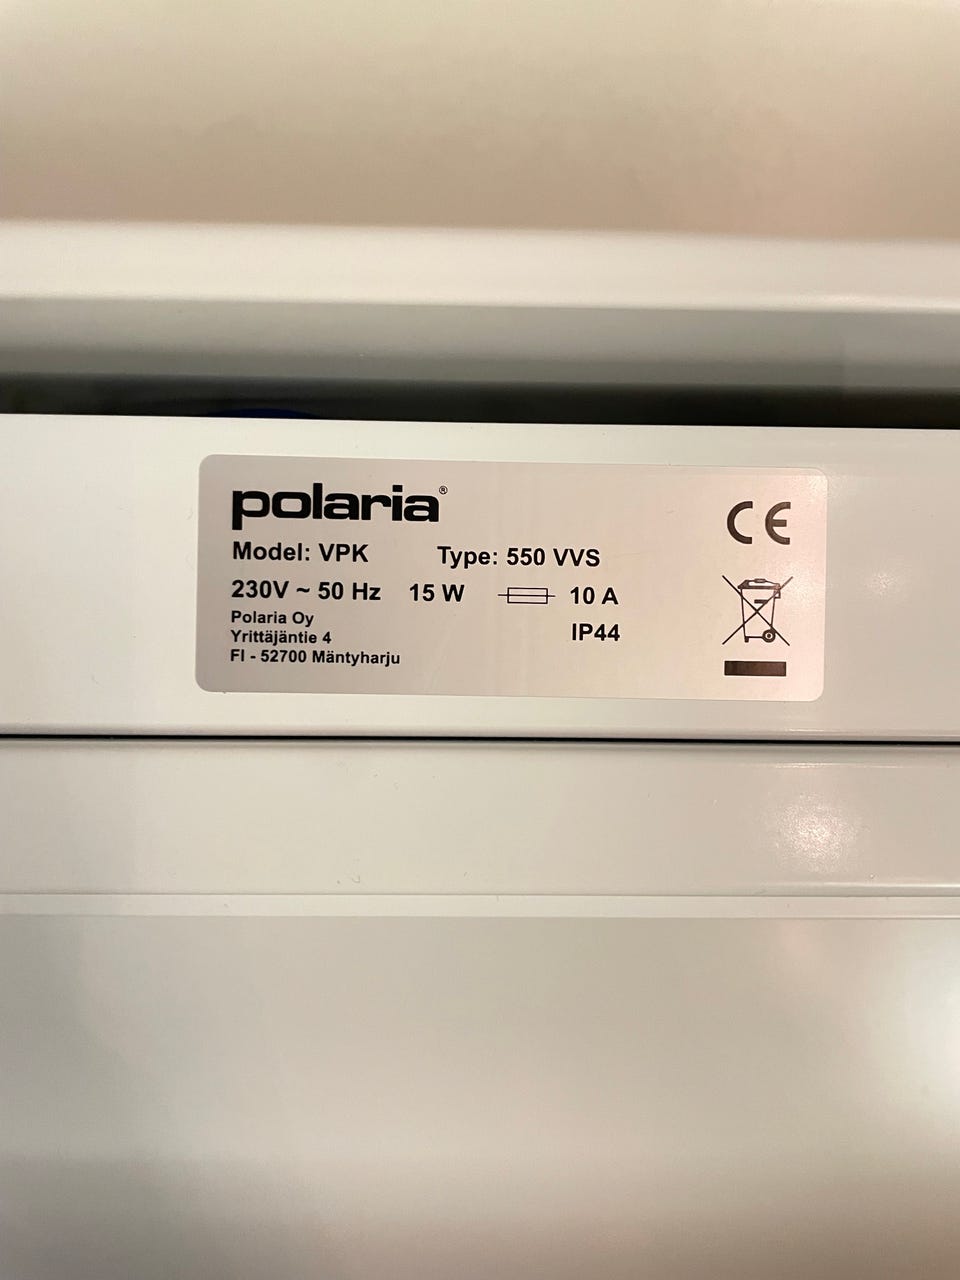 polaria®
Model: VPK Type: 550 VVS
230V ~ 50 Hz 15 W 10 A
IP44
Polaria Oy
Yrittäjäntie 4
FI - 52700 Mäntyharju
CE